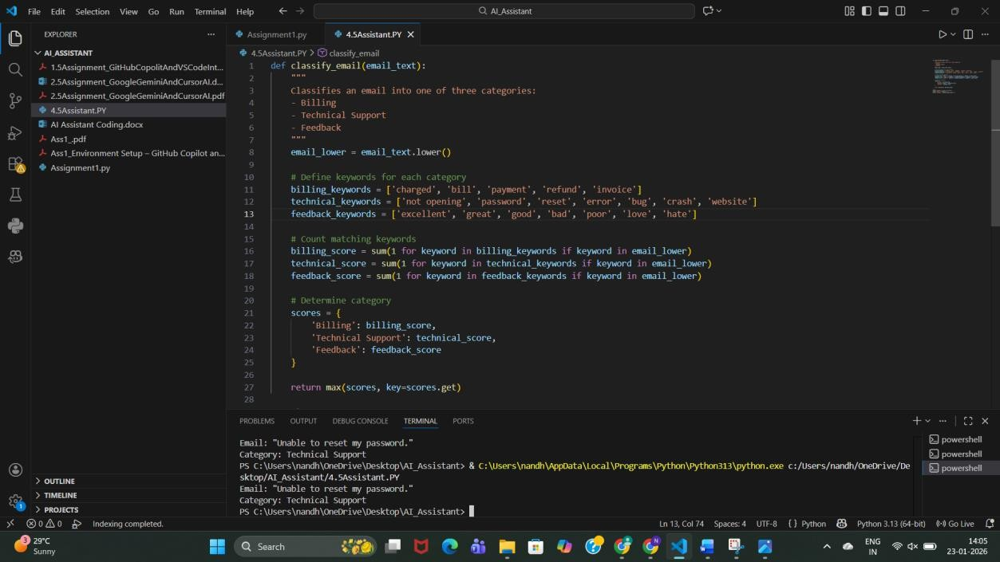 File Edit Selection View Go Run Terminal Help
AI_Assistant
EXPLORER
AI_ASSISTANT
1.5Assignment_GitHubCopolitAndVSCodeInt...
2.5Assignment_GoogleGeminiAndCursorAI.d...
2.5Assignment_GoogleGeminiAndCursorAI.pdf
4.5Assistant.PY
AI Assistant Coding.docx
Ass1_.pdf
Ass1_Environment Setup – GitHub Copilot an...
Assignment1.py
OUTLINE
TIMELINE
PROJECTS
Assignment1.py 4.5Assistant.PY
4.5Assistant.PY > classify_email
1 def classify_email(email_text):
2 """
3 Classifies an email into one of three categories:
4 - Billing
5 - Technical Support
6 - Feedback
7 """
8 email_lower = email_text.lower()
9
10 # Define keywords for each category
11 billing_keywords = ['charged', 'bill', 'payment', 'refund', 'invoice']
12 technical_keywords = ['not opening', 'password', 'reset', 'error', 'bug', 'crash', 'website']
13 feedback_keywords = ['excellent', 'great', 'good', 'bad', 'poor', 'love', 'hate']
14
15 # Count matching keywords
16 billing_score = sum(1 for keyword in billing_keywords if keyword in email_lower)
17 technical_score = sum(1 for keyword in technical_keywords if keyword in email_lower)
18 feedback_score = sum(1 for keyword in feedback_keywords if keyword in email_lower)
19
20 # Determine category
21 scores = {
22 'Billing': billing_score,
23 'Technical Support': technical_score,
24 'Feedback': feedback_score
25 }
26
27 return max(scores, key=scores.get)
28
PROBLEMS OUTPUT DEBUG CONSOLE TERMINAL PORTS
Email: "Unable to reset my password."
Category: Technical Support
PS C:\Users\nandh\OneDrive\Desktop\AI_Assistant> & C:\Users\nandh\AppData\Local\Programs\Python\Python313\python.exe c:/Users/nandh/OneDrive/De
sktop/AI_Assistant/4.5Assistant.PY
Email: "Unable to reset my password."
Category: Technical Support
PS C:\Users\nandh\OneDrive\Desktop\AI_Assistant>
powershell
powershell
powershell
1
0 0 Indexing completed. Ln 13, Col 74 Spaces: 4 UTF-8 { } Python Python 3.13 (64-bit) Go Live
3
29°C
Sunny
Search
ENG
IN
14:05
23-01-2026